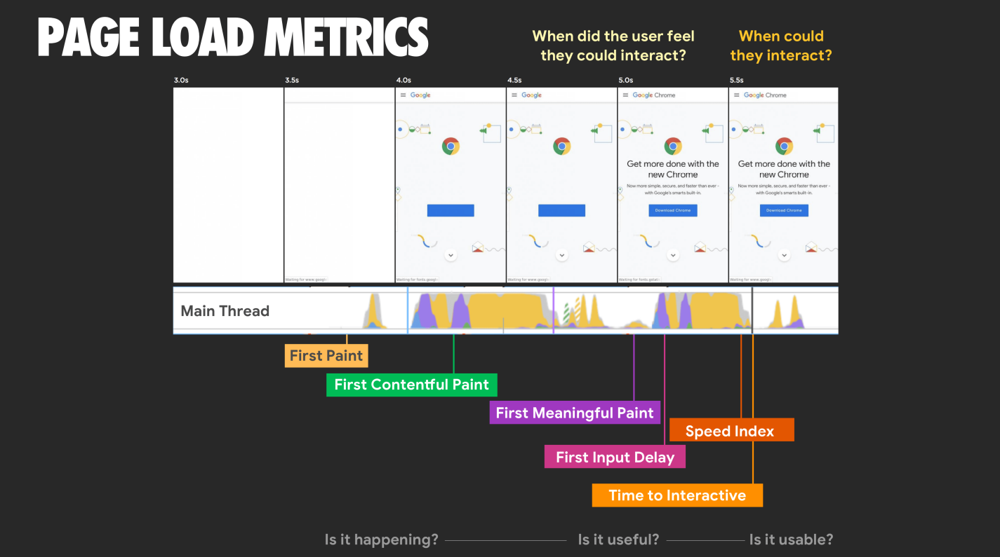 PAGE LOAD METRICS
When did the user feel
they could interact?
When could
they interact?
3.0s
3.5s
4.0s
4.5s
5.0s
5.5s
Google
Google
Google Chrome
Google Chrome
Get more done with the
new Chrome
Now more simple, secure, and faster than ever -
with Google's smarts built-in.
Download Chrome
Get more done with the
new Chrome
Now more simple, secure, and faster than ever -
with Google's smarts built-in.
Download Chrome
Waiting for www.googl
Waiting for fonts.googl
Waiting for www.googl
Waiting for fonts.gstati
Waiting for www.googl
Main Thread
First Paint
First Contentful Paint
First Meaningful Paint
Speed Index
First Input Delay
Time to Interactive
Is it happening?
Is it useful?
Is it usable?